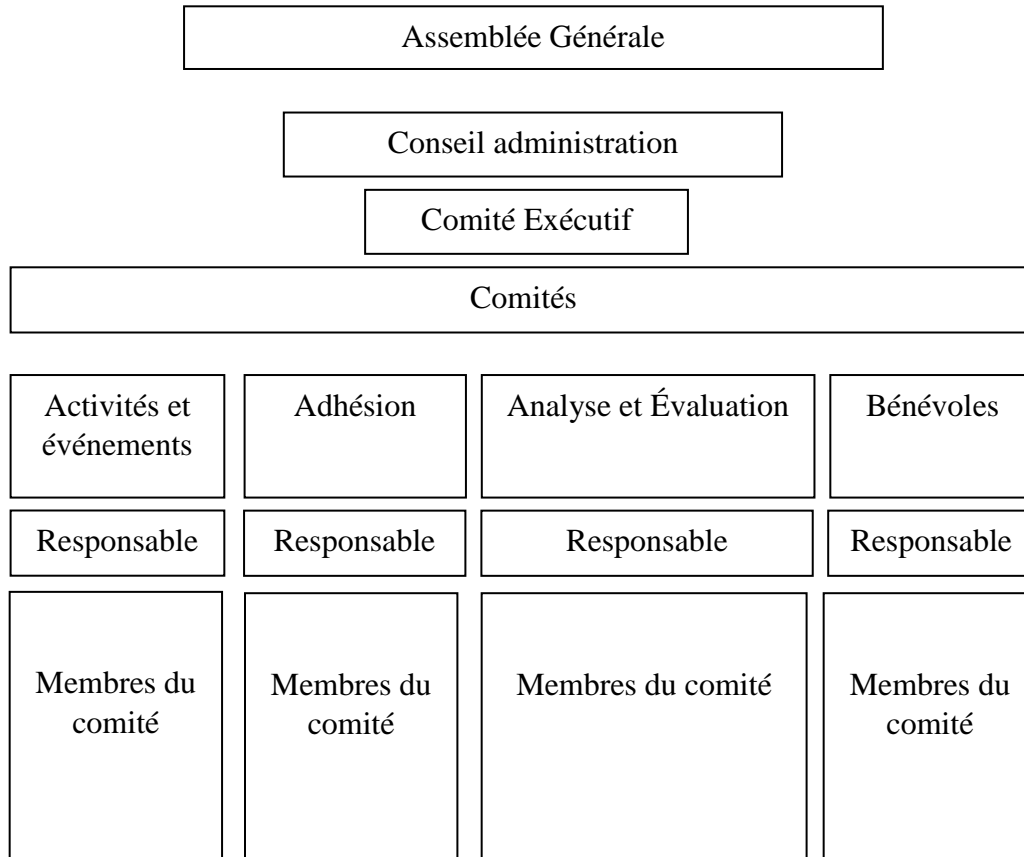 Assemblée Générale
Conseil administration
Comité Exécutif
Comités
Activités et
événements
Adhésion
Analyse et Évaluation
Bénévoles
Responsable
Responsable
Responsable
Responsable
Membres du
comité
Membres du
comité
Membres du comité
Membres du
comité